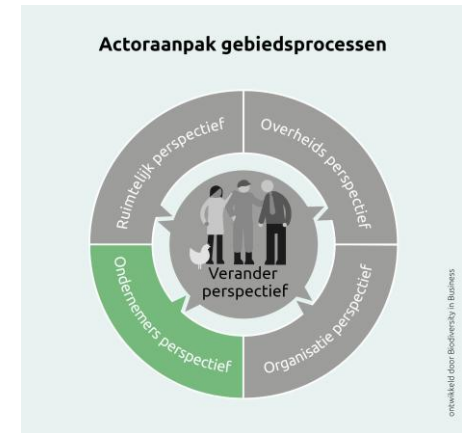 Actoraanpak gebiedsprocessen
Ruimtelijk perspectief
Overheids perspectief
Verander
perspectief
Ondernemers perspectief
Organisatie perspectief
ontwikkeld door Biodiversity in Business